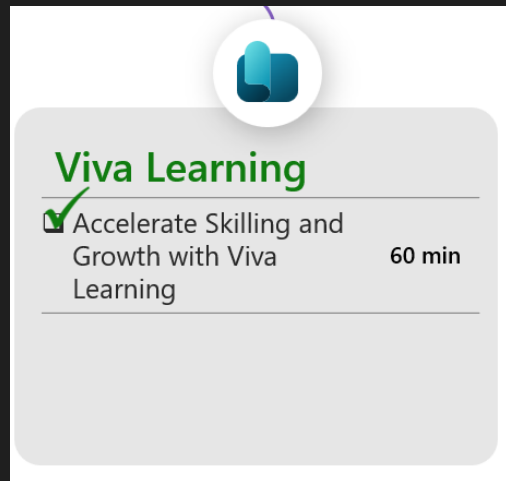 Viva Learning
Accelerate Skilling and
Growth with Viva
60 min
Learning